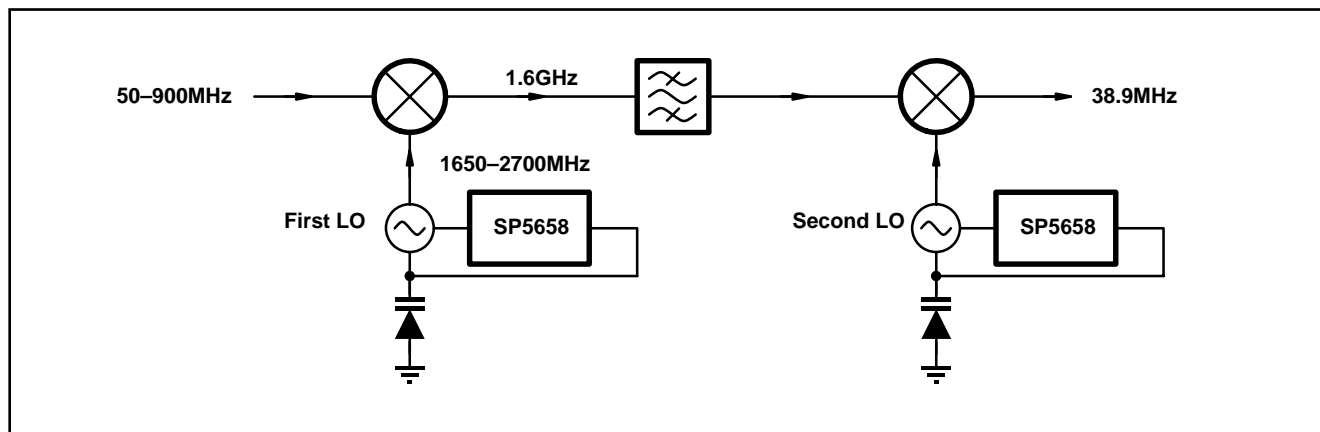 50–900MHz
1.6GHz
38.9MHz
1650–2700MHz
First LO
SP5658
Second LO
SP5658